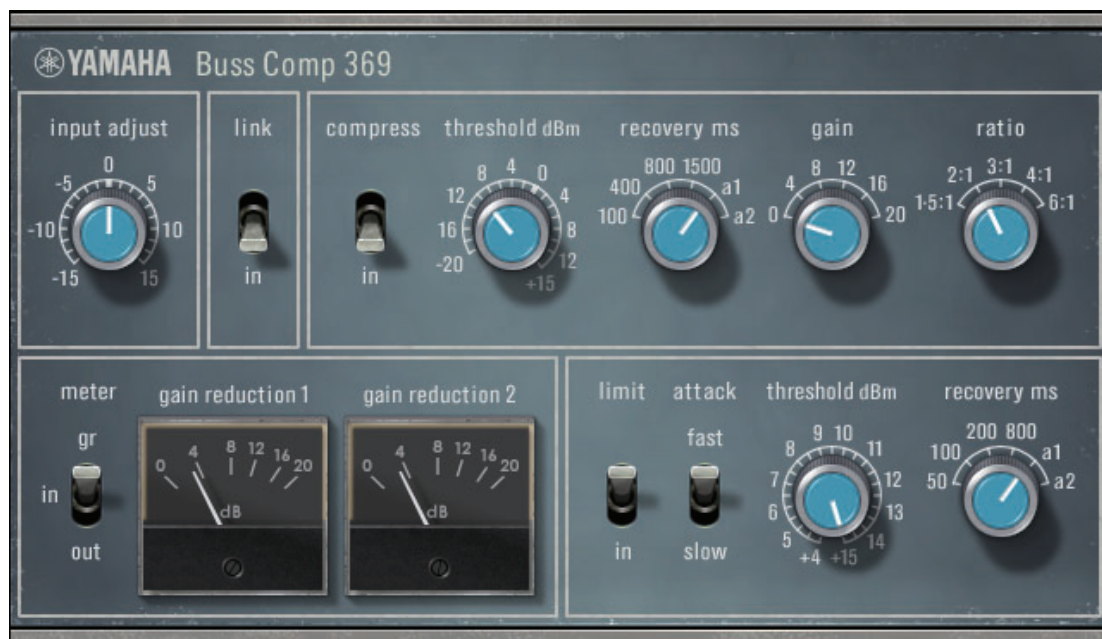 YAMAHA Buss Comp 369
input adjust
0
-5 5
-10 10
-15 15
link
in
compress
in
threshold dBm
4
8 0
12 4
16 8
-20 12
+15
recovery ms
800 1500
400 a1
100 a2
gain
8 12
4 16
0 20
ratio
3:1
2:1 4:1
1·5:1 6:1
meter
gr
in
out
gain reduction 1
0 4 8 12 16 20
dB
gain reduction 2
0 4 8 12 16 20
dB
limit
in
attack
fast
slow
threshold dBm
9 10
8 11
7 12
6 13
5 14
+4 +15
recovery ms
200 800
100 a1
50 a2